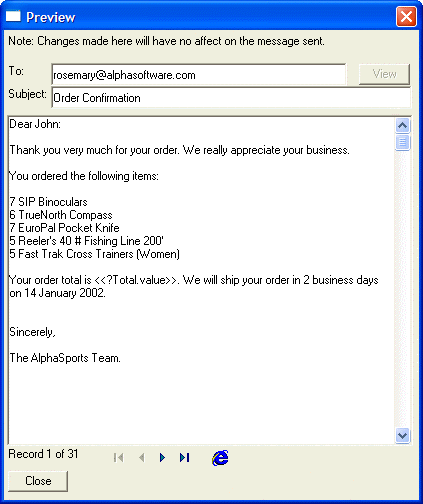 Preview
Note: Changes made here will have no affect on the message sent.
To: rosemary@alphasoftware.com View
Subject: Order Confirmation
Dear John:
Thank you very much for your order. We really appreciate your business.
You ordered the following items:
7 SIP Binoculars
6 TrueNorth Compass
7 EuroPal Pocket Knife
5 Reeler's 40 # Fishing Line 200'
5 Fast Trak Cross Trainers (Women)
Your order total is <<?Total.value>>. We will ship your order in 2 business days
on 14 January 2002.
Sincerely,
The AlphaSports Team.
Record 1 of 31
Close